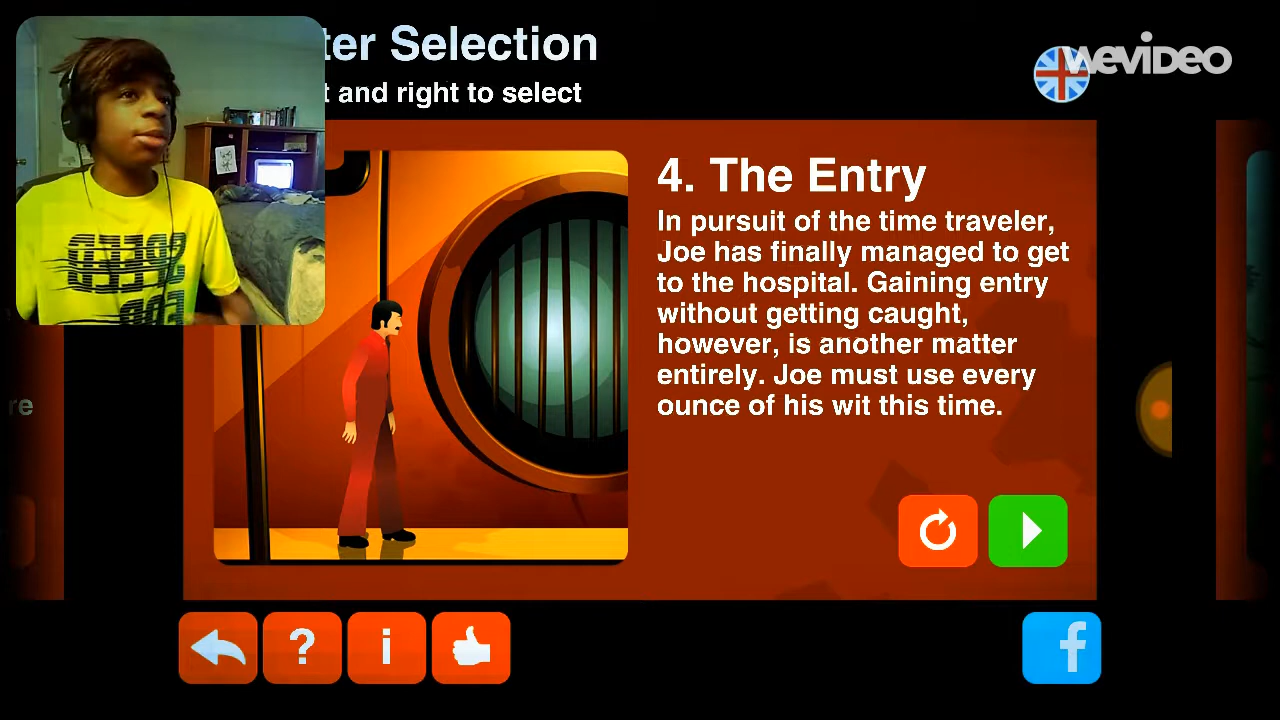 ter Selection
t and right to select
WEVIDEO
4. The Entry
In pursuit of the time traveler,
Joe has finally managed to get
to the hospital. Gaining entry
without getting caught,
however, is another matter
entirely. Joe must use every
ounce of his wit this time.
re
?
i
f